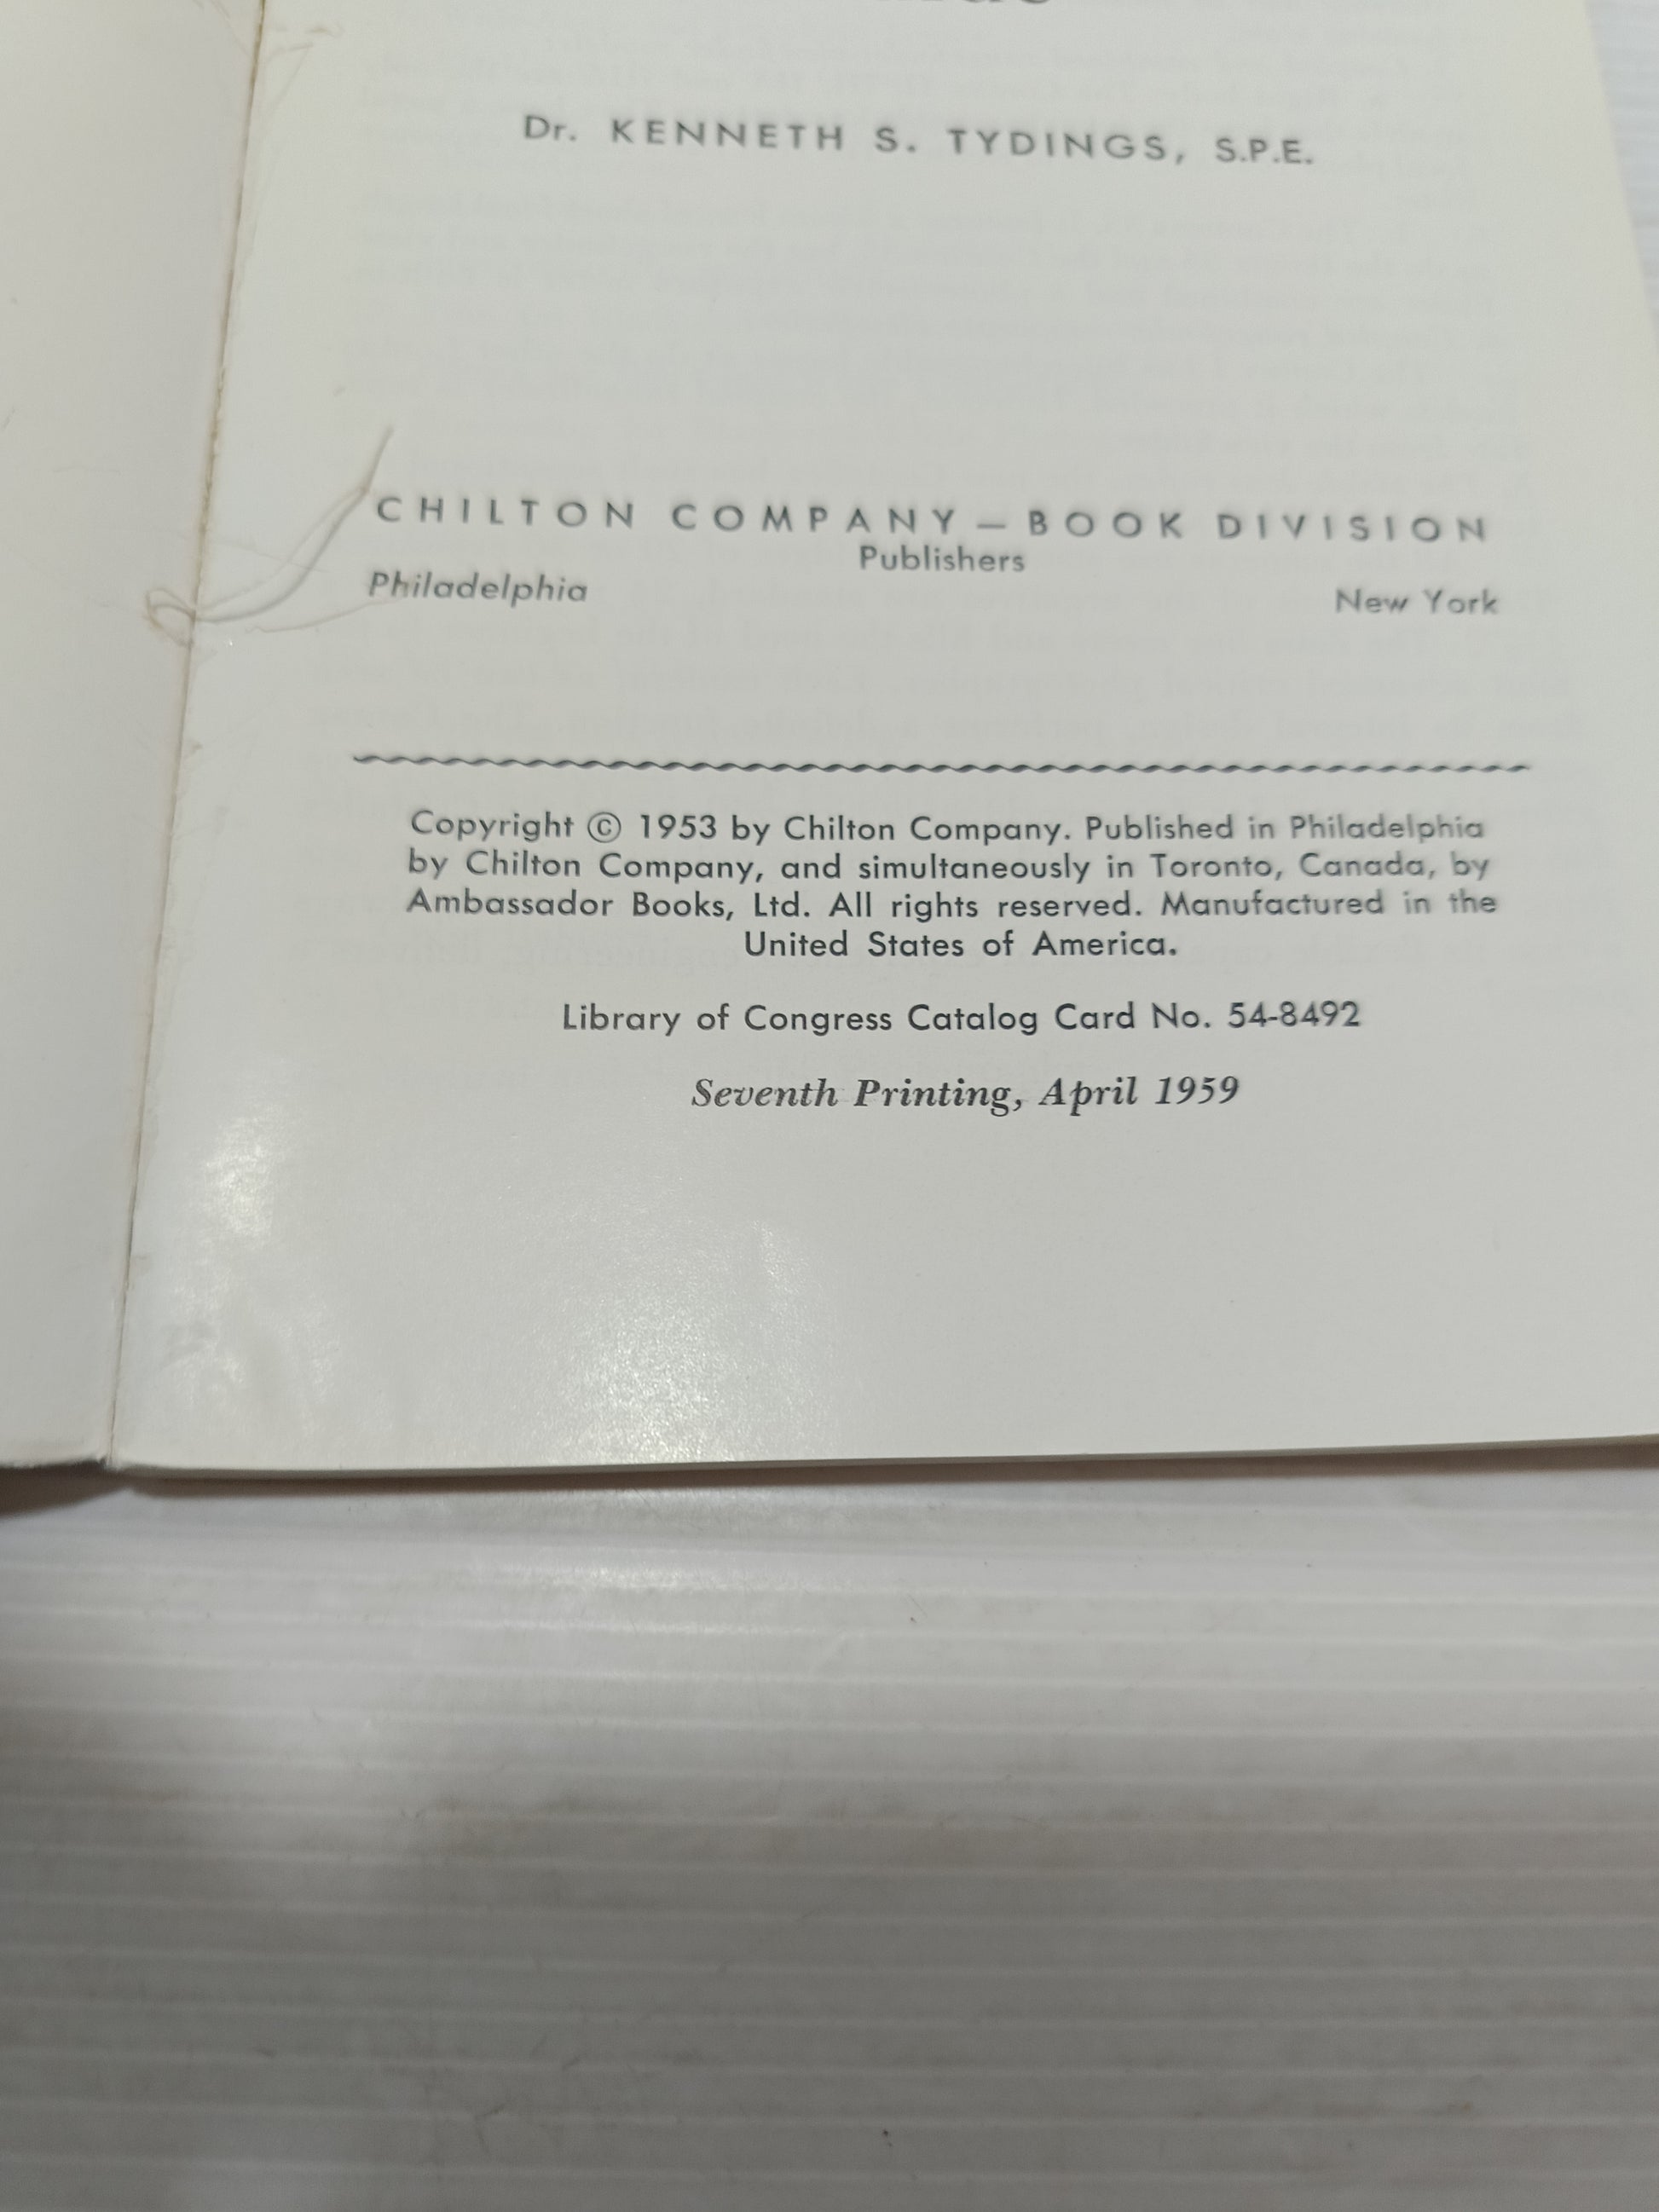 Dr. KENNETH S. TYDINGS, S.P.E.
CHILTON COMPANY — BOOK DIVISION
Publishers
Philadelphia New York
Copyright © 1953 by Chilton Company. Published in Philadelphia
by Chilton Company, and simultaneously in Toronto, Canada, by
Ambassador Books, Ltd. All rights reserved. Manufactured in the
United States of America.
Library of Congress Catalog Card No. 54-8492
Seventh Printing, April 1959